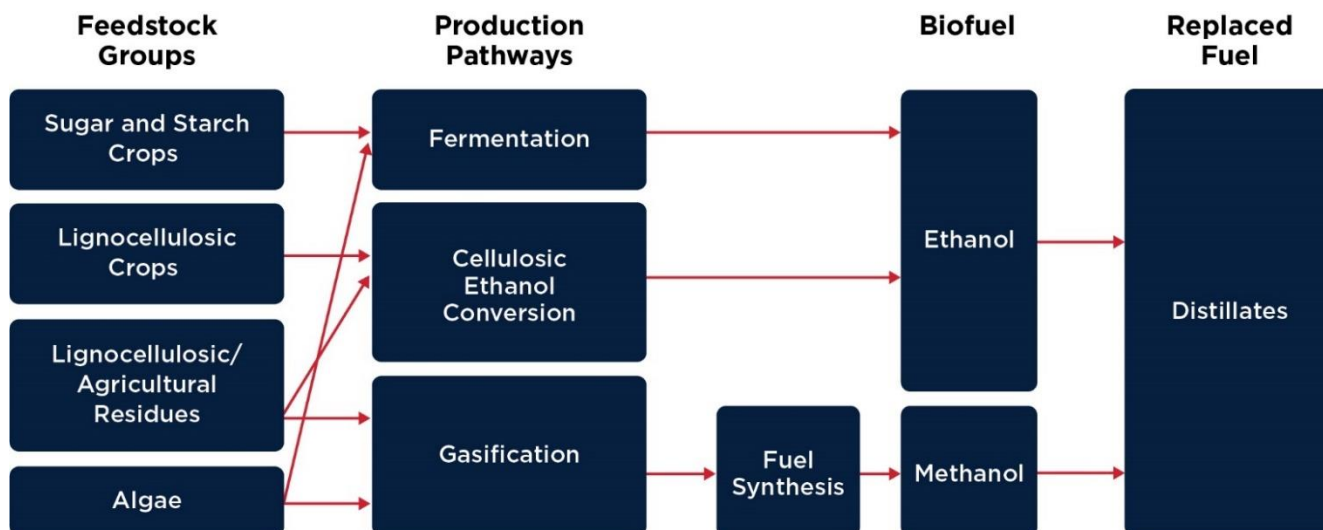 Feedstock
Groups
Production
Pathways
Biofuel
Replaced
Fuel
Sugar and Starch
Crops
Fermentation
Lignocellulosic
Crops
Cellulosic
Ethanol
Conversion
Ethanol
Distillates
Lignocellulosic/
Agricultural
Residues
Gasification
Fuel
Synthesis
Methanol
Algae